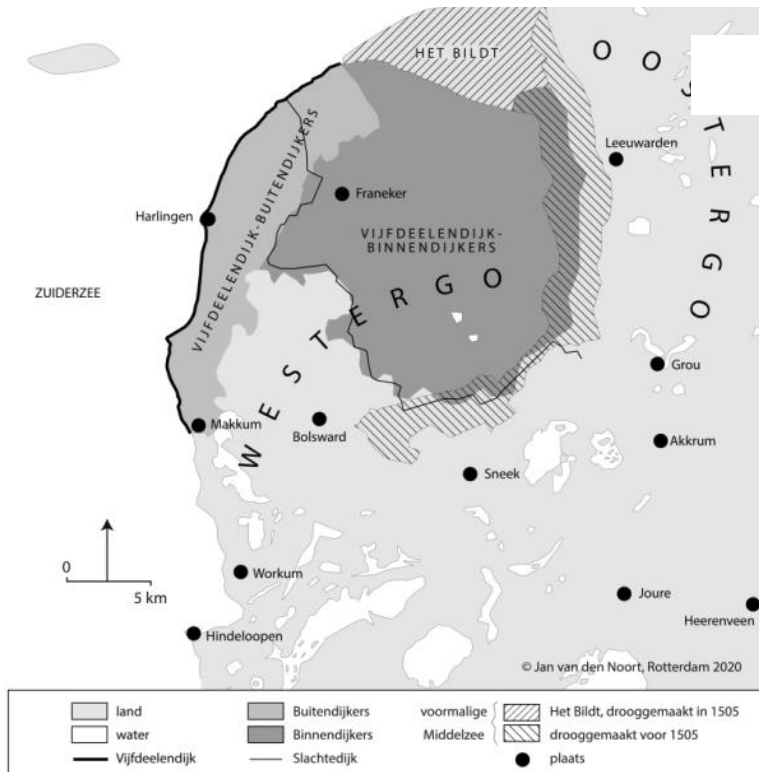 HET BILDT
OOSTERGO
Leeuwarden
Franeker
Harlingen
VIJFDEELENDIJK-BUITENDIJKERS
VIJFDEELENDIJK-
BINNENDIJKERS
ZUIDERZEE
WESTERGO
Grou
Makkum
Bolsward
Akkrum
Sneek
0
5 km
Workum
Joure
Heerenveen
Hindeloopen
© Jan van den Noort, Rotterdam 2020
land
water
Vijfdeelendijk
Buitendijkers
Binnendijkers
Slachtedijk
voormalige
Middelzee
Het Bildt, drooggemaakt in 1505
drooggemaakt voor 1505
plaats